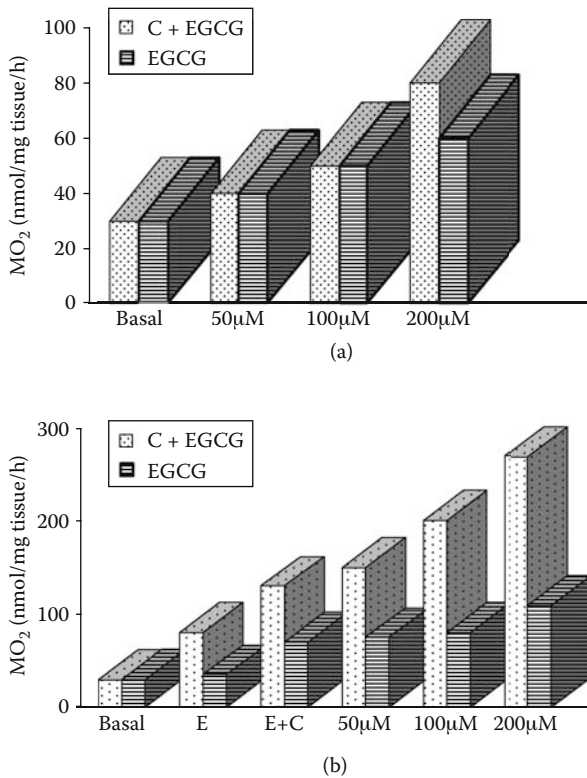 100
80
60
40
20
0
MO₂ (nmol/mg tissue/h)
C + EGCG
EGCG
Basal 50µM 100µM 200µM
(a)
300
200
100
0
MO₂ (nmol/mg tissue/h)
C + EGCG
EGCG
Basal E E+C 50µM 100µM 200µM
(b)